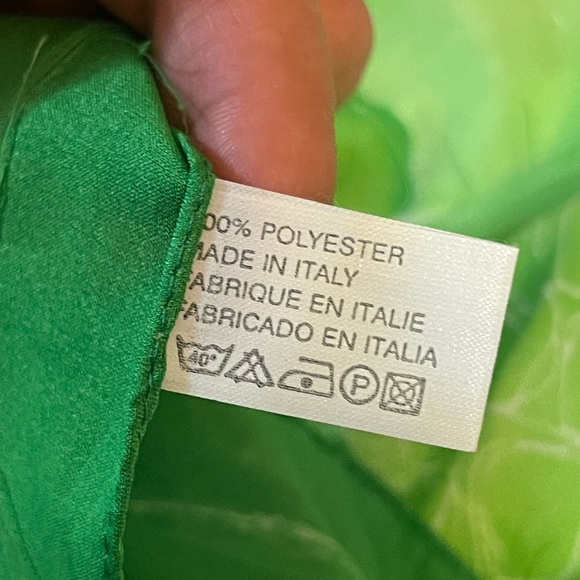 00% POLYESTER
MADE IN ITALY
FABRIQUE EN ITALIE
FABRICADO EN ITALIA
40°
P